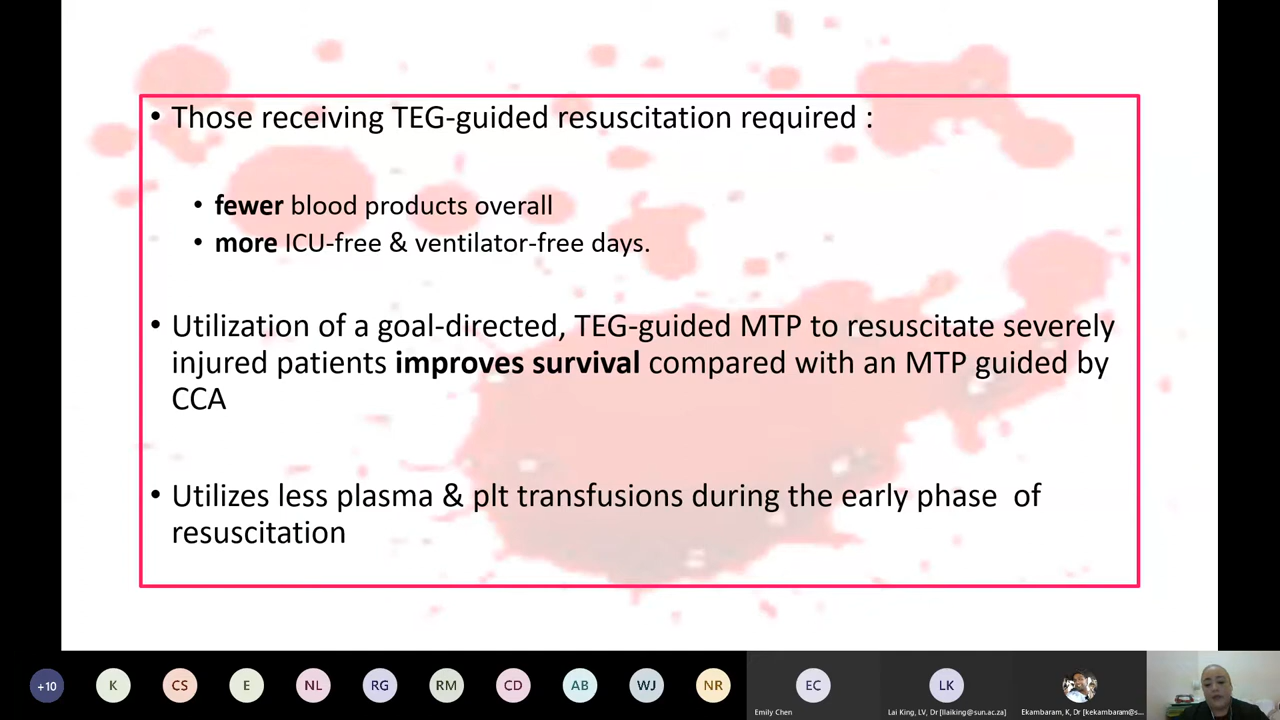 • Those receiving TEG-guided resuscitation required :
• fewer blood products overall
• more ICU-free & ventilator-free days.
• Utilization of a goal-directed, TEG-guided MTP to resuscitate severely
injured patients improves survival compared with an MTP guided by
CCA
• Utilizes less plasma & plt transfusions during the early phase  of
resuscitation
+10
K
CS
E
NL
RG
RM
CD
AB
WJ
NR
EC
LK
Emily Chen
Lai King, LV, Dr [llaiking@sun.ac.za]
Ekambaram, K, Dr [kekambaram@s...